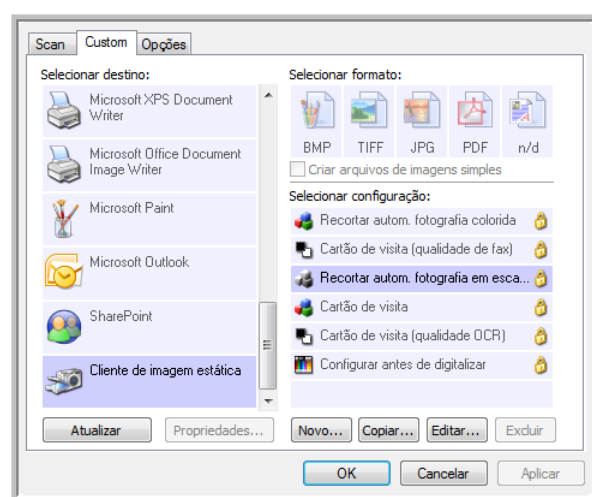 Scan Custom Opções
Selecionar destino:
Microsoft XPS Document
Writer
Microsoft Office Document
Image Writer
Microsoft Paint
Microsoft Outlook
SharePoint
Cliente de imagem estática
Atualizar Propriedades...
Selecionar formato:
BMP TIFF JPG PDF n/d
Criar arquivos de imagens simples
Selecionar configuração:
Recortar autom. fotografia colorida
Cartão de visita (qualidade de fax)
Recortar autom. fotografia em esca...
Cartão de visita
Cartão de visita (qualidade OCR)
Configurar antes de digitalizar
Novo... Copiar... Editar... Excluir
OK Cancelar Aplicar